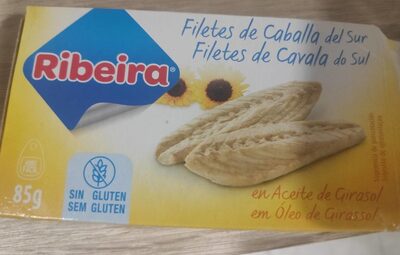 Ribeira®
Filetes de Caballa del Sur
Filetes de Cavala do Sul
85g
SIN GLUTEN
SEM GLUTEN
en Aceite de Girasol
em Óleo de Girassol